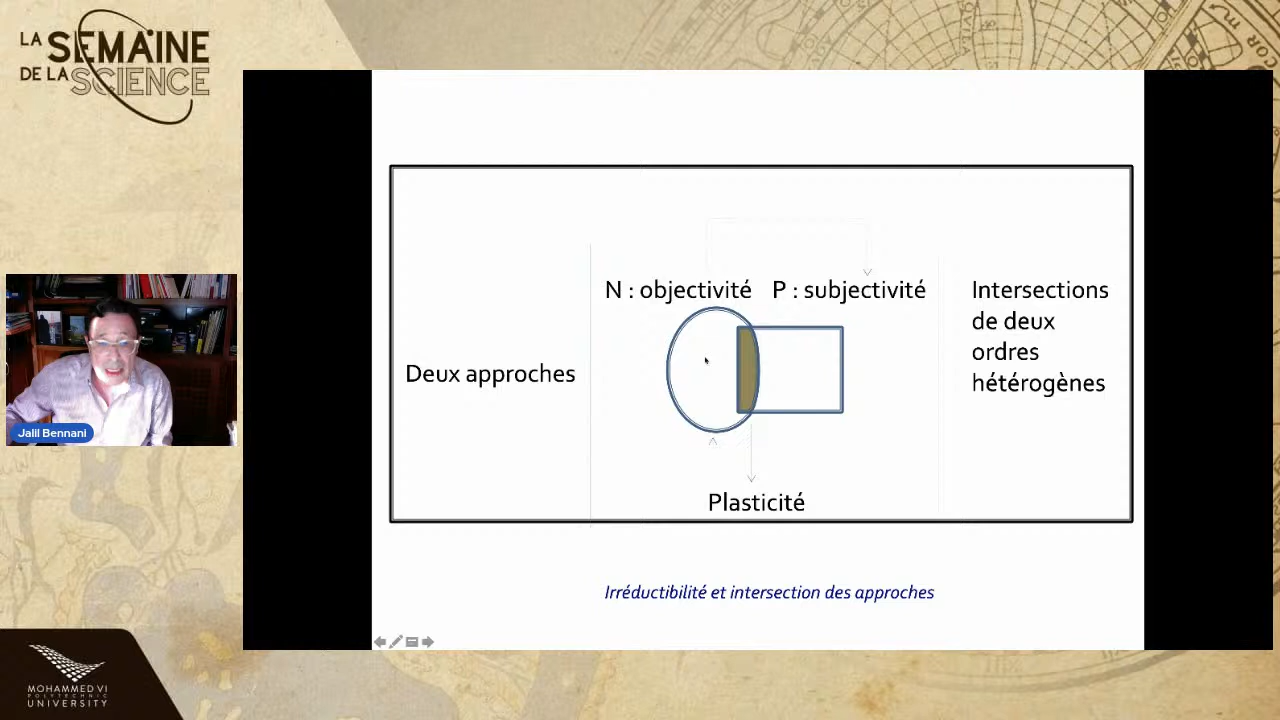 LA SEMAINE
DE LA SCIENCE
N : objectivité P : subjectivité
Deux approches
Intersections
de deux
ordres
hétérogènes
Plasticité
Irréductibilité et intersection des approches
Jalil Bennani
MOHAMMED VI
POLYTECHNIC
UNIVERSITY